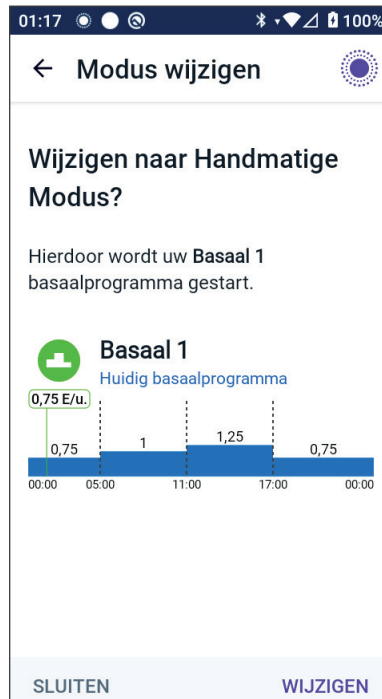 01:17 100%
Modus wijzigen
Wijzigen naar Handmatige
Modus?
Hierdoor wordt uw Basaal 1
basaalprogramma gestart.
Basaal 1
Huidig basaalprogramma
0,75 E/u.
0,75 1 1,25 0,75
00:00 05:00 11:00 17:00 00:00
SLUITEN WIJZIGEN